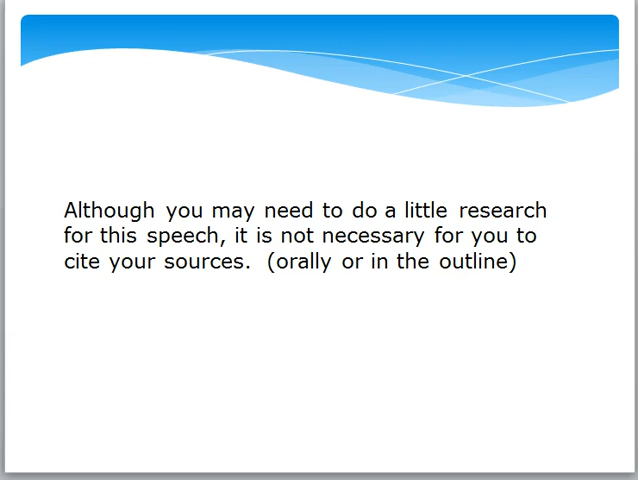 Although you may need to do a little research
for this speech, it is not necessary for you to
cite your sources.  (orally or in the outline)